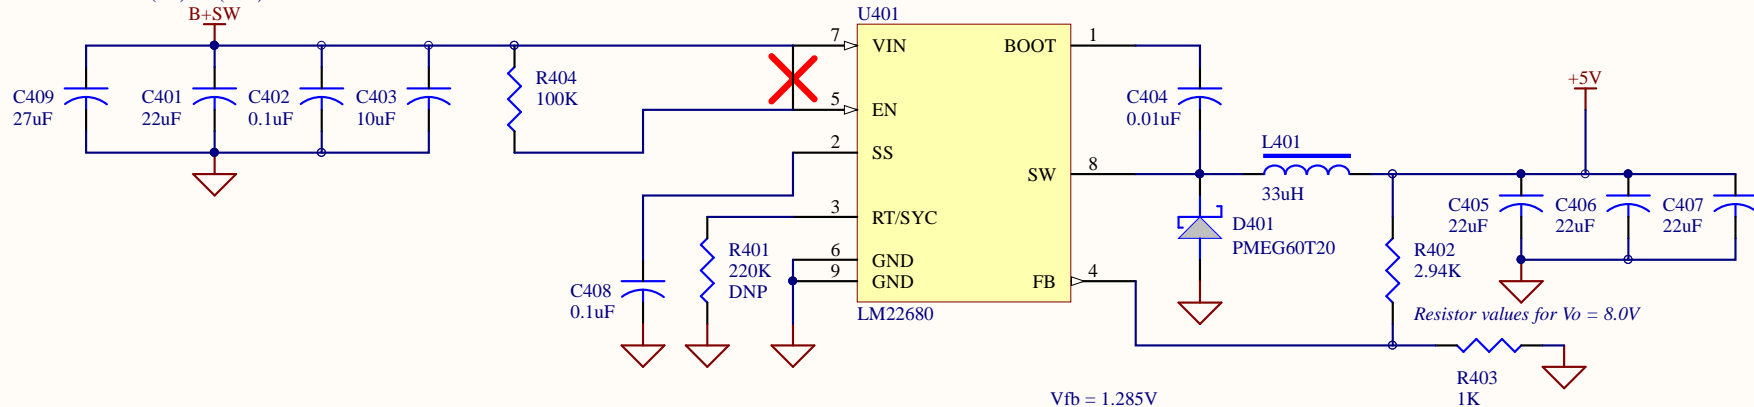 B+SW
U401
7
VIN
BOOT
1
C409
27uF
C401
22uF
C402
0.1uF
C403
10uF
R404
100K
5
EN
C404
0.01uF
+5V
2
SS
L401
33uH
SW
8
3
RT/SYC
C405
22uF
C406
22uF
C407
22uF
D401
PMEG60T20
R401
220K
DNP
6
GND
9
GND
FB
4
R402
2.94K
C408
0.1uF
LM22680
Resistor values for Vo = 8.0V
R403
1K
Vfb = 1.285V